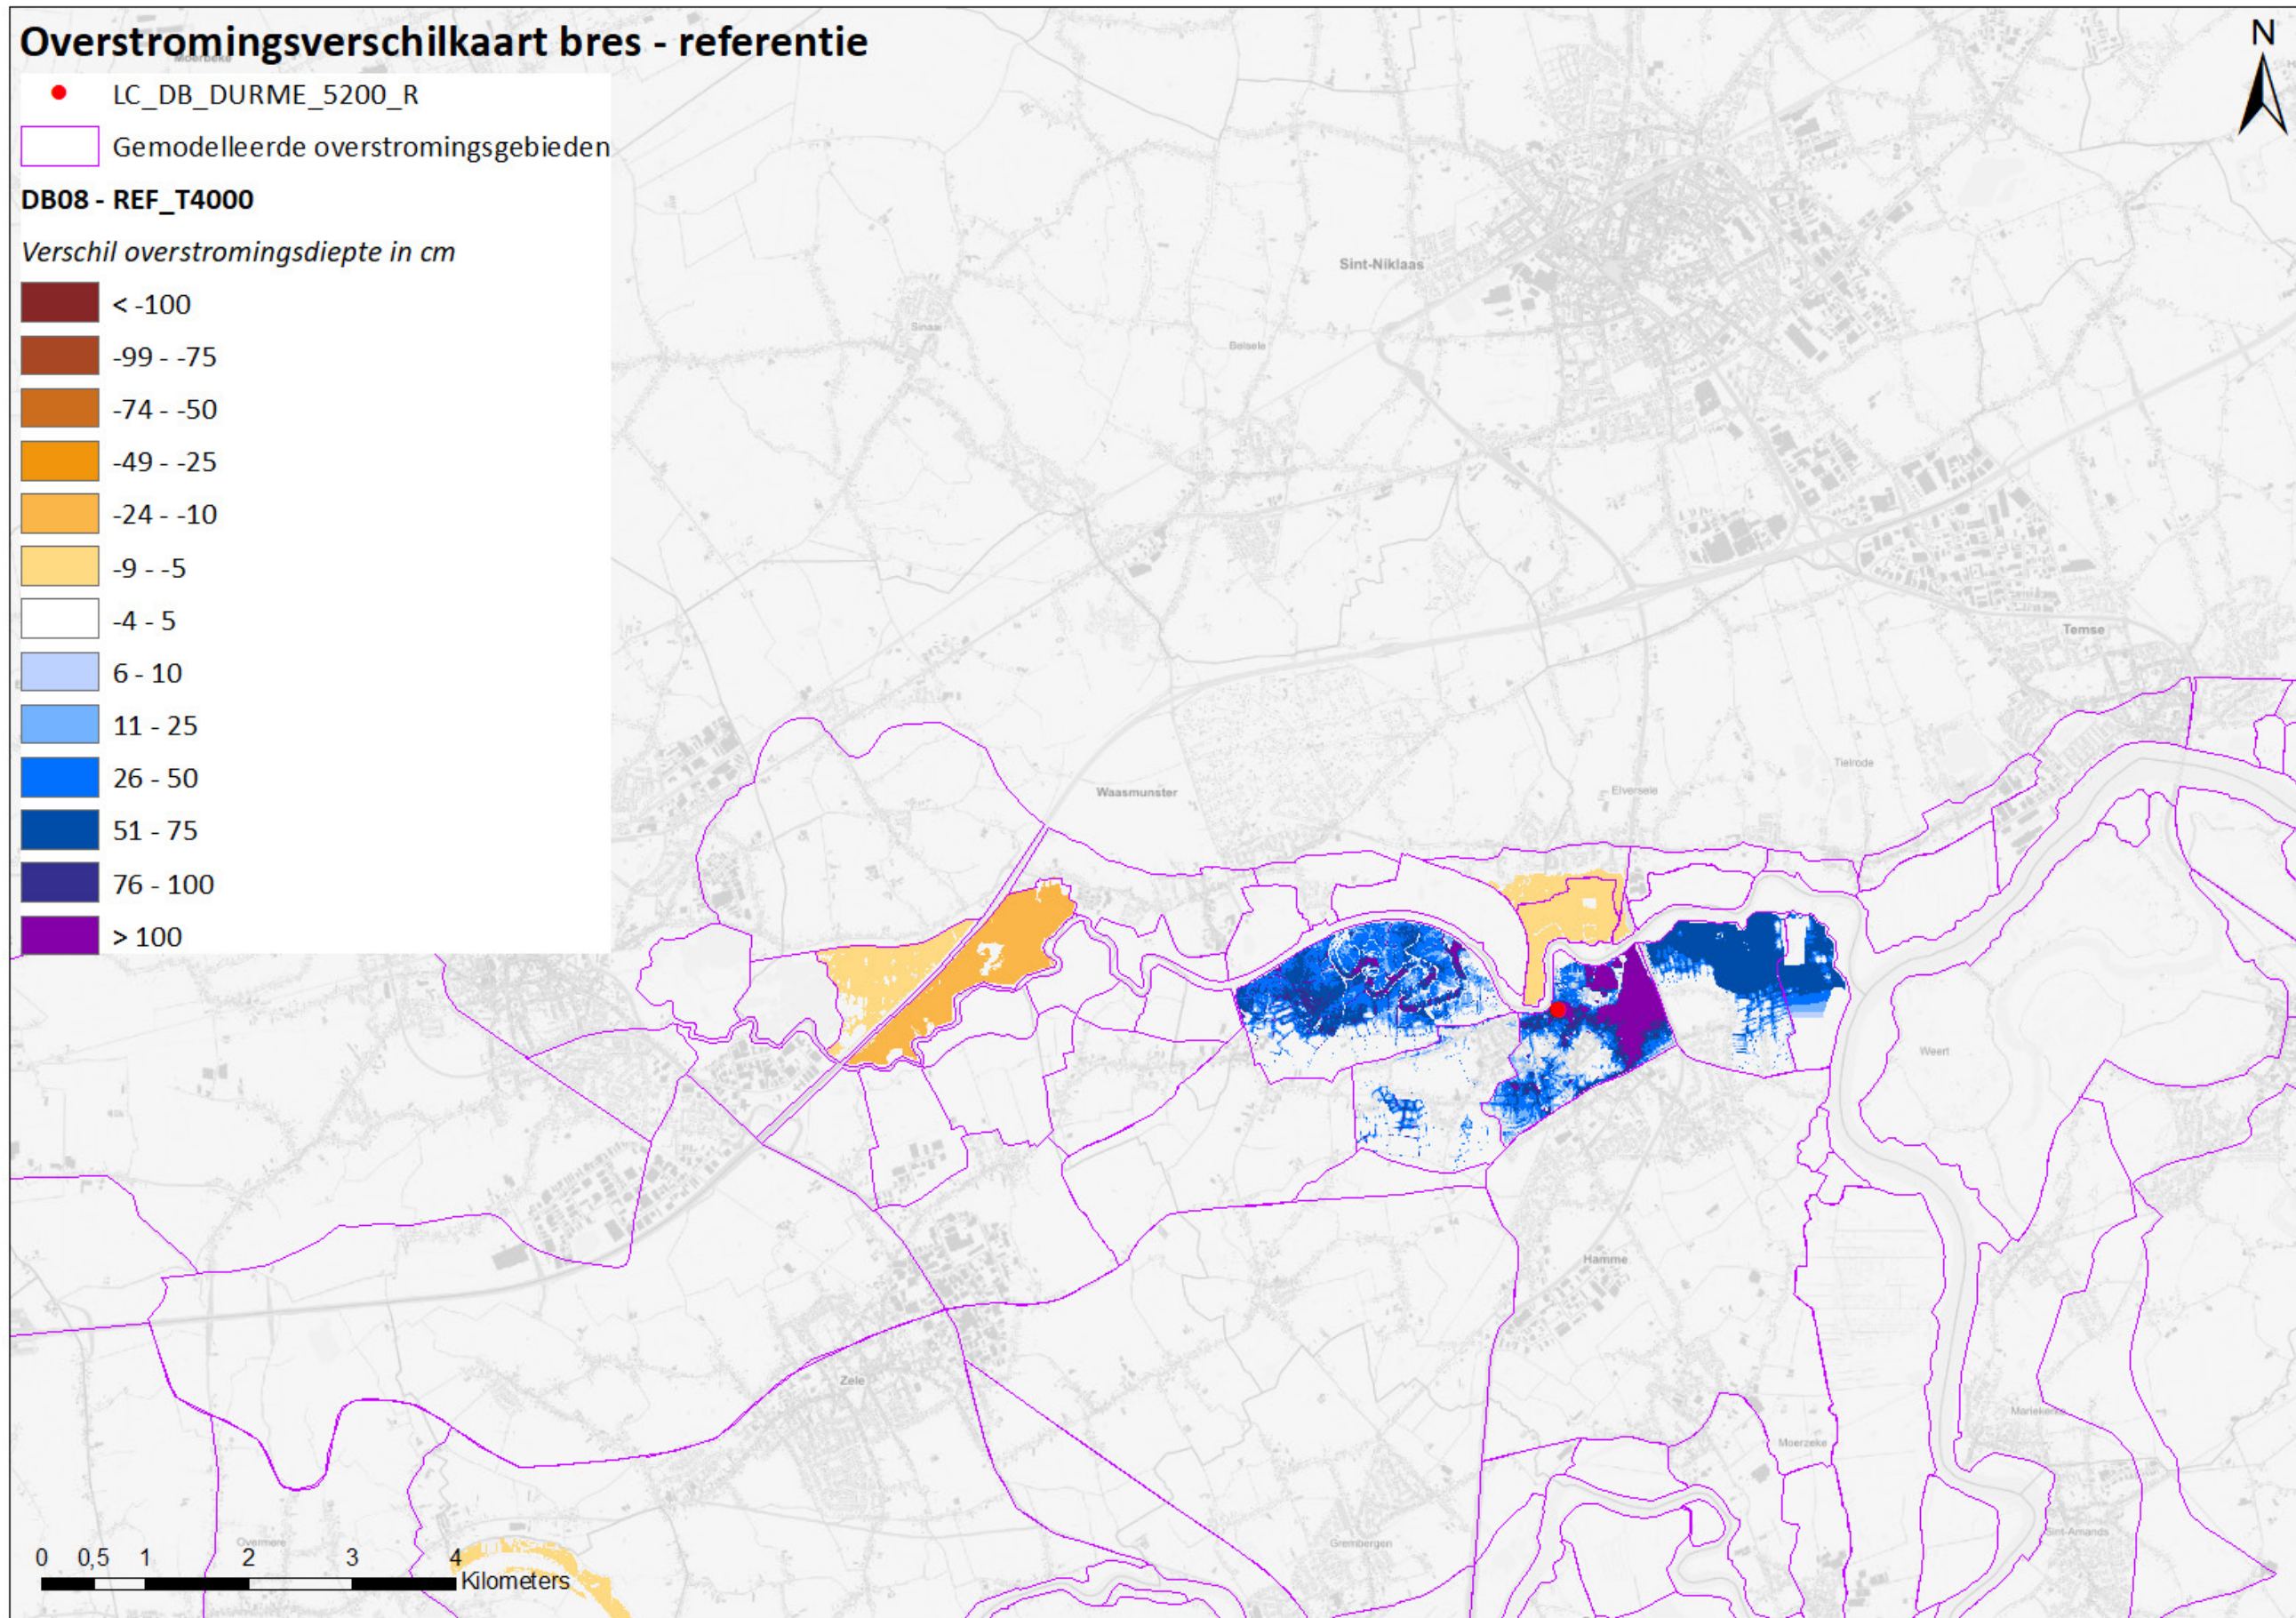 Overstromingsverschilkaart bres - referentie
N
Moerbeke
LC_DB_DURME_5200_R
Gemodelleerde overstromingsgebieden
DB08 - REF_T4000
Verschil overstromingsdiepte in cm
< -100
-99 - -75
-74 - -50
-49 - -25
-24 - -10
-9 - -5
-4 - 5
6 - 10
11 - 25
26 - 50
51 - 75
76 - 100
> 100
Sint-Niklaas
Sinaai
Belsele
Temse
Tielrode
Waasmunster
Elversele
Weert
Hamme
Zele
Mariekerke
Moerzeke
Sint-Amands
Overmere
Grembergen
0 0,5 1 2 3 4
Kilometers